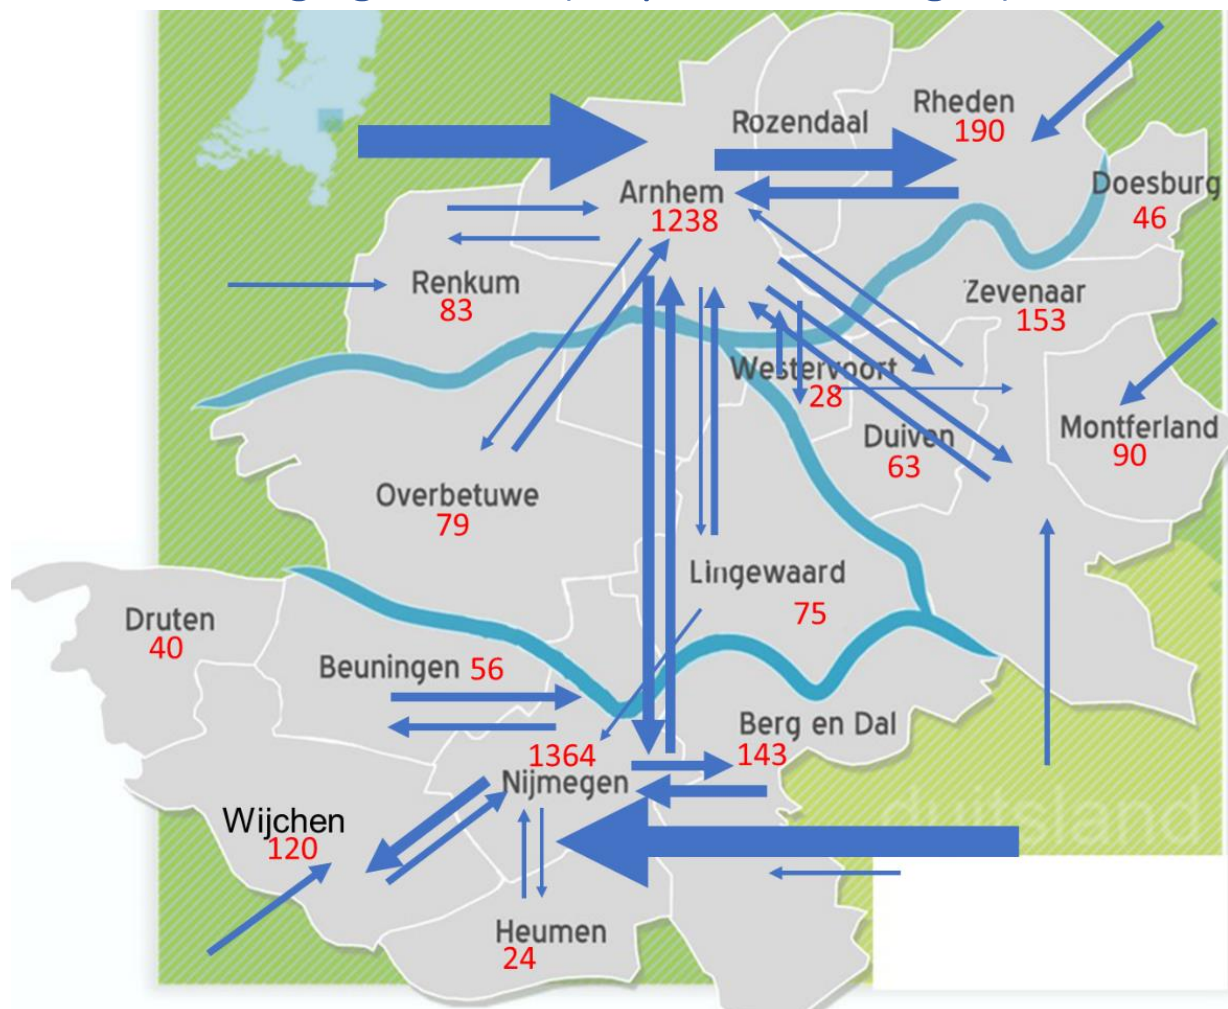 Rheden
190
Rozendaal
Doesburg
46
Arnhem
1238
Renkum
83
Zevenaar
153
Westervoort
28
Duiven
63
Montferland
90
Overbetuwe
79
Lingewaard
75
Druten
40
Beuningen 56
Berg en Dal
143
1364
Nijmegen
Wijchen
120
duitsland
Heumen
24